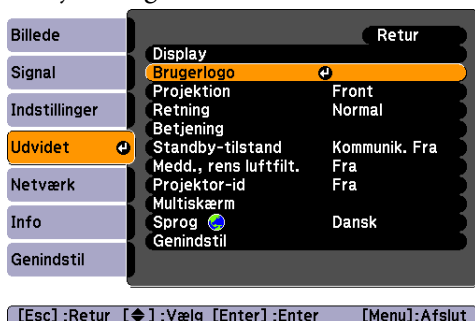 Billede
Signal
Indstillinger
Udvidet
Netværk
Info
Genindstil
Retur
Display
Brugerlogo
Projektion Front
Retning Normal
Betjening
Standby-tilstand Kommunik. Fra
Medd., rens luftfilt. Fra
Projektor-id Fra
Multiskærm
Sprog Dansk
Genindstil
[Esc] :Retur [ ] :Vælg [Enter] :Enter [Menu]:Afslut